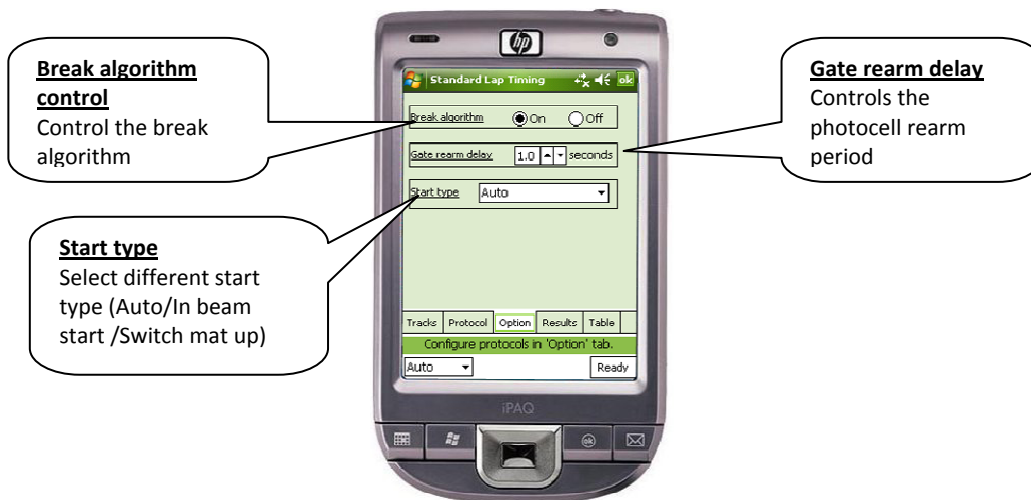 Break algorithm
control
Control the break
algorithm
Gate rearm delay
Controls the
photocell rearm
period
Start type
Select different start
type (Auto/In beam
start /Switch mat up)
hp
Standard Lap Timing ok
Break algorithm On Off
Gate rearm delay 1.0 seconds
Start type Auto
Tracks Protocol Option Results Table
Configure protocols in 'Option' tab.
Auto Ready
iPAQ
ok